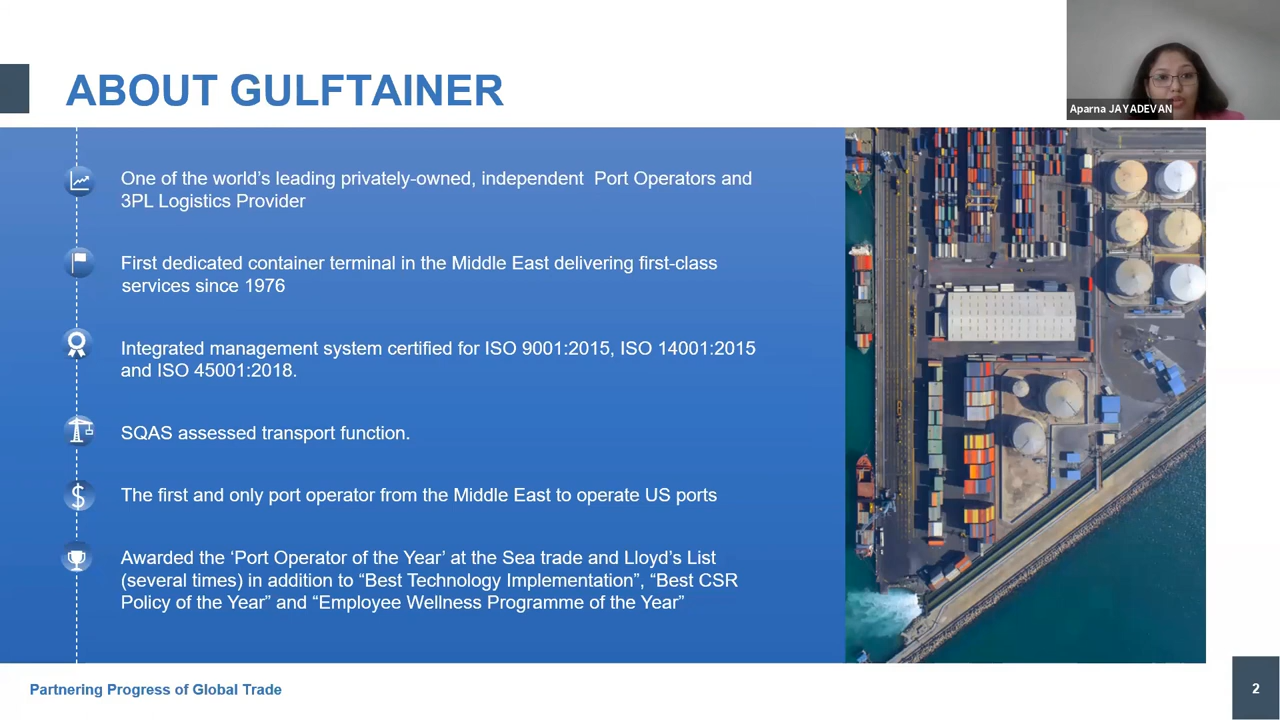 ABOUT GULFTAINER
Aparna JAYADEVAN
One of the world’s leading privately-owned, independent  Port Operators and
3PL Logistics Provider
First dedicated container terminal in the Middle East delivering first-class
services since 1976
Integrated management system certified for ISO 9001:2015, ISO 14001:2015
and ISO 45001:2018.
SQAS assessed transport function.
The first and only port operator from the Middle East to operate US ports
Awarded the ‘Port Operator of the Year’ at the Sea trade and Lloyd’s List
(several times) in addition to “Best Technology Implementation”, “Best CSR
Policy of the Year” and “Employee Wellness Programme of the Year”
Partnering Progress of Global Trade
2